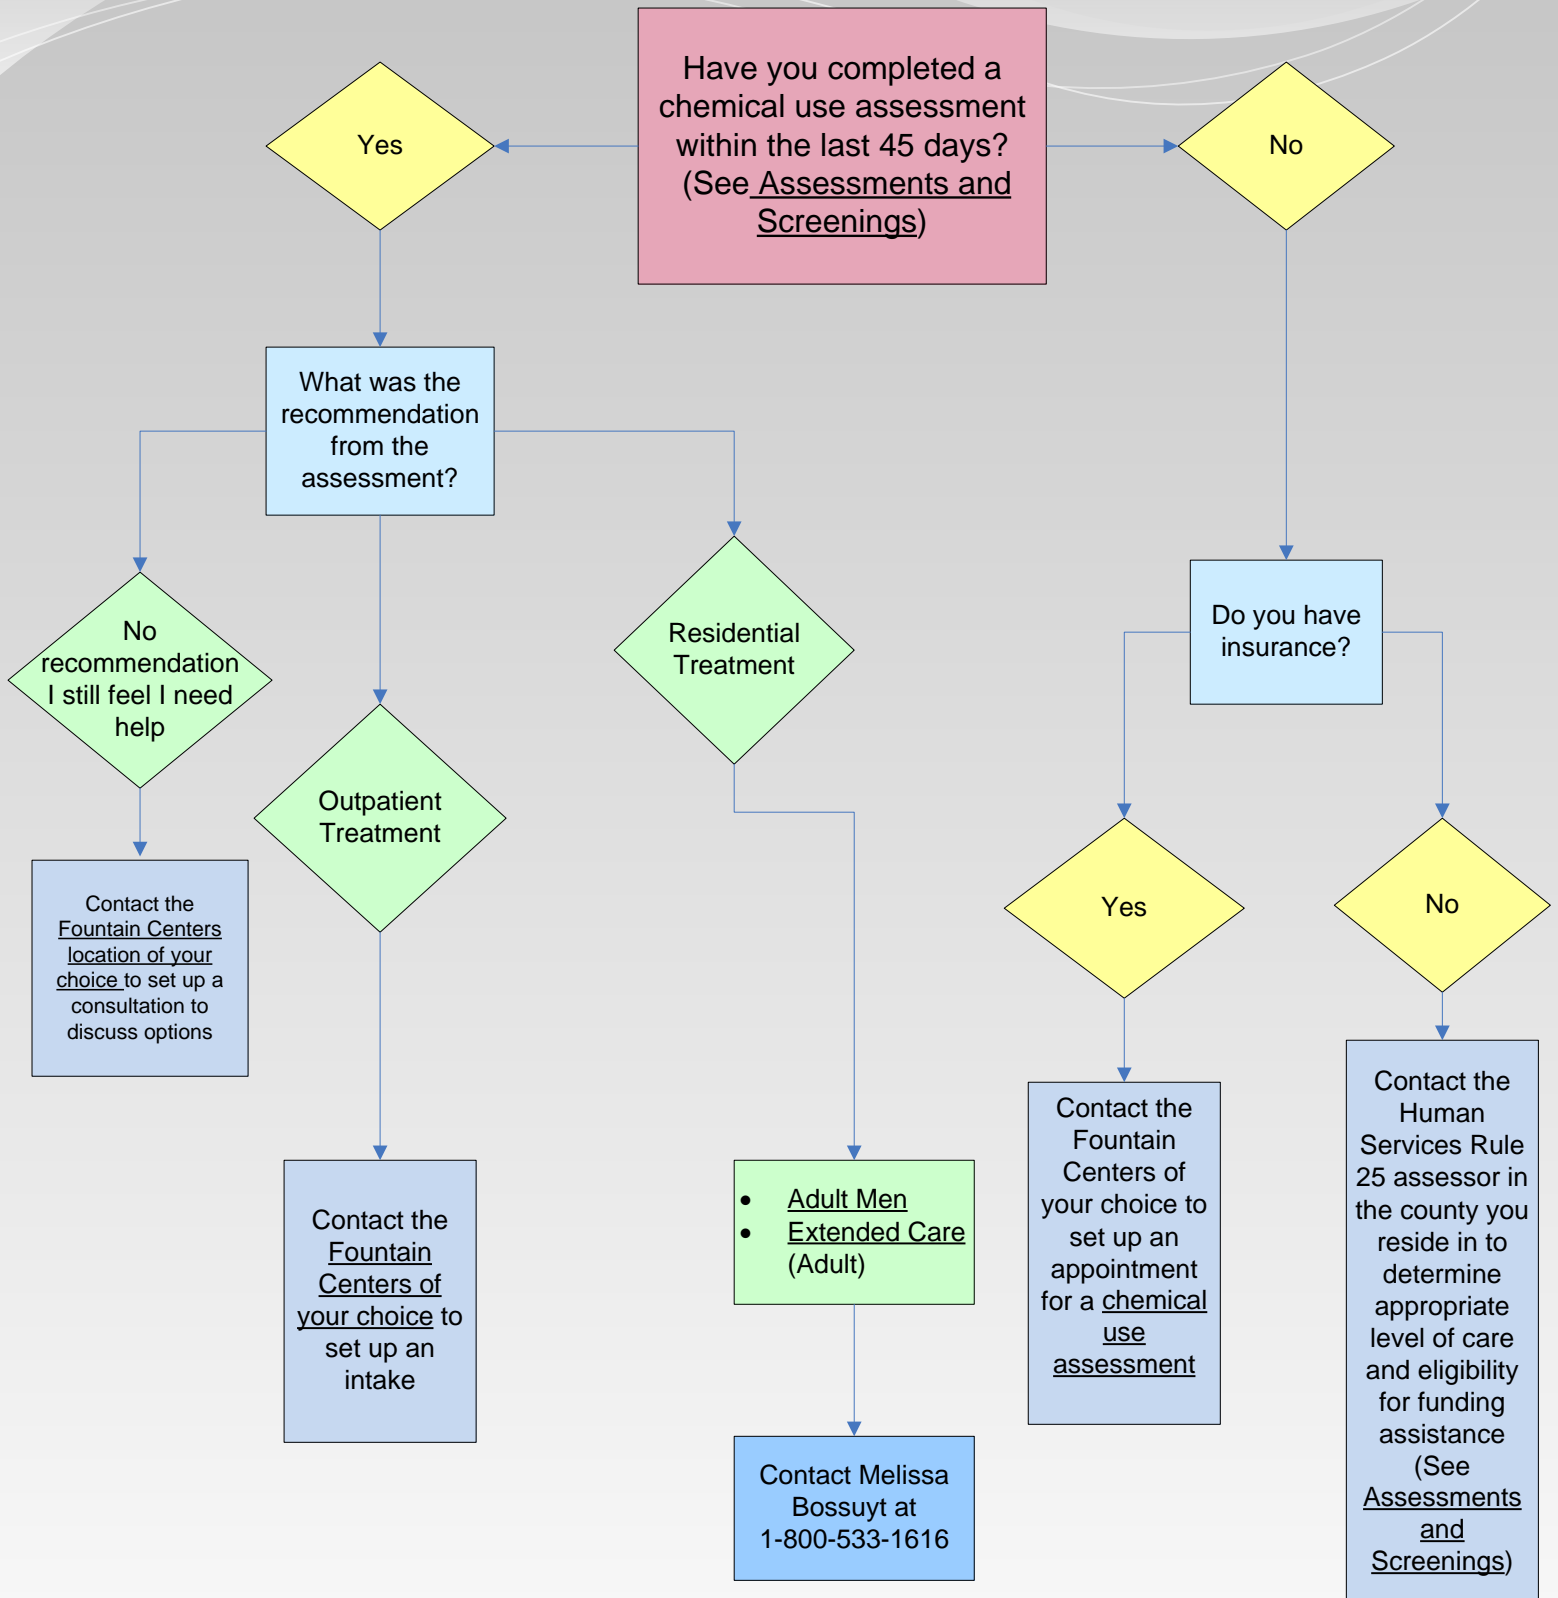 Have you completed a
chemical use assessment
within the last 45 days?
(See Assessments and
Screenings)
Yes
No
What was the
recommendation
from the
assessment?
No
recommendation
I still feel I need
help
Outpatient
Treatment
Residential
Treatment
Do you have
insurance?
Yes
No
Contact the
Fountain Centers
location of your
choice to set up a
consultation to
discuss options
Contact the
Fountain
Centers of
your choice to
set up an
intake
• Adult Men
• Extended Care
(Adult)
Contact Melissa
Bossuyt at
1-800-533-1616
Contact the
Fountain
Centers of
your choice to
set up an
appointment
for a chemical
use
assessment
Contact the
Human
Services Rule
25 assessor in
the county you
reside in to
determine
appropriate
level of care
and eligibility
for funding
assistance
(See
Assessments
and
Screenings)